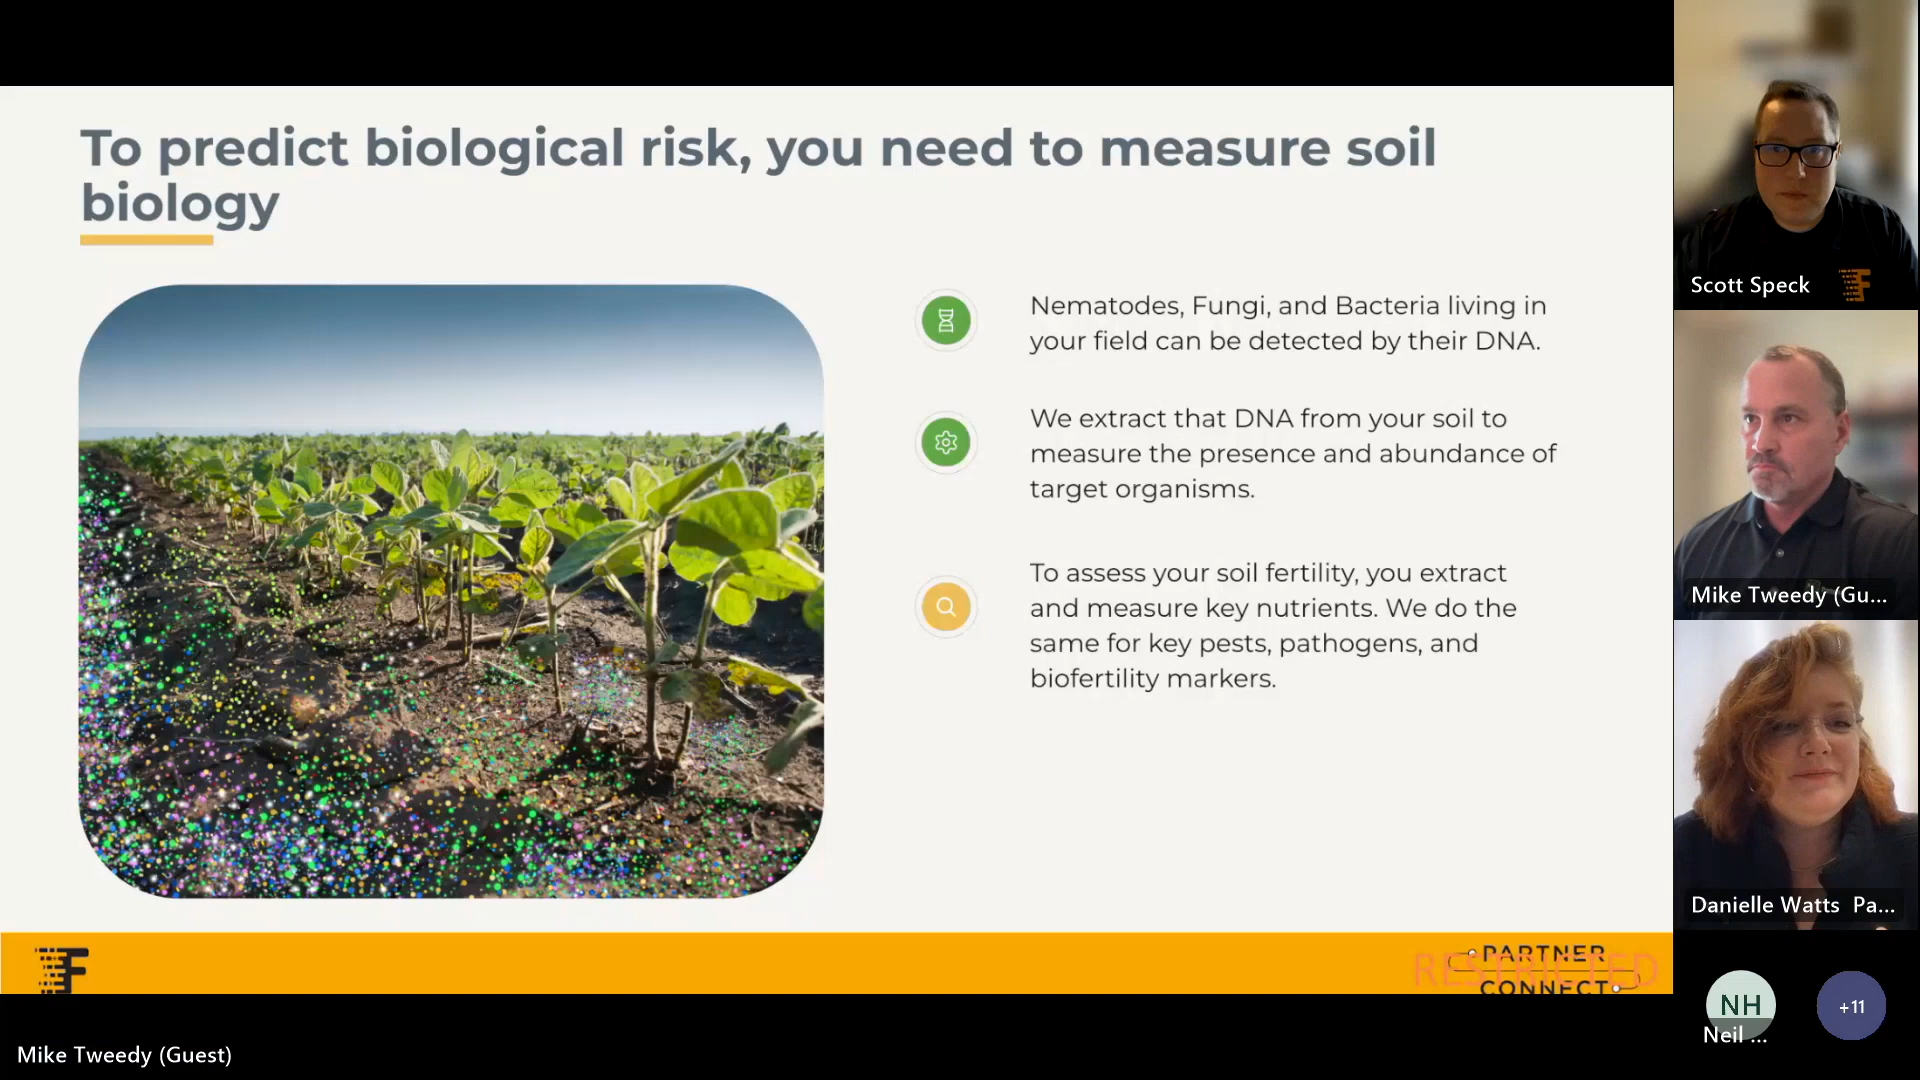 To predict biological risk, you need to measure soil
biology
Nematodes, Fungi, and Bacteria living in
your field can be detected by their DNA.
We extract that DNA from your soil to
measure the presence and abundance of
target organisms.
To assess your soil fertility, you extract
and measure key nutrients. We do the
same for key pests, pathogens, and
biofertility markers.
F
RESTRICTED
PARTNER
CONNECT
Mike Tweedy (Guest)
Scott Speck
F
Mike Tweedy (Gu...
Danielle Watts Pa...
NH
Neil ...
+11